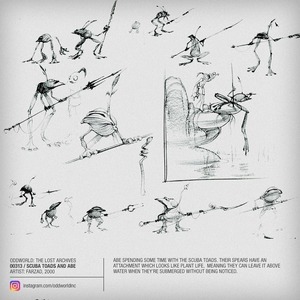 ODDWORLD: THE LOST ARCHIVES
00313 / SCUBA TOADS AND ABE
ARTIST: FARZAD, 2000
instagram.com/oddworldinc
ABE SPENDING SOME TIME WITH THE SCUBA TOADS. THEIR SPEARS HAVE AN
ATTACHMENT WHICH LOOKS LIKE PLANT LIFE. MEANING THEY CAN LEAVE IT ABOVE
WATER WHEN THEY'RE SUBMERGED WITHOUT BEING NOTICED.